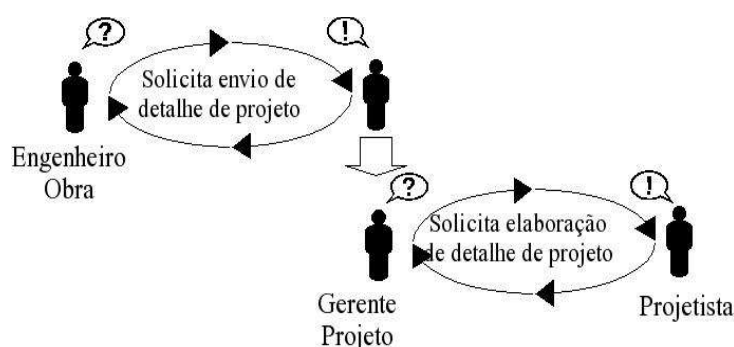 ?
!
Solicita envio de
detalhe de projeto
Engenheiro
Obra
?
!
Solicita elaboração
de detalhe de projeto
Gerente
Projeto
Projetista